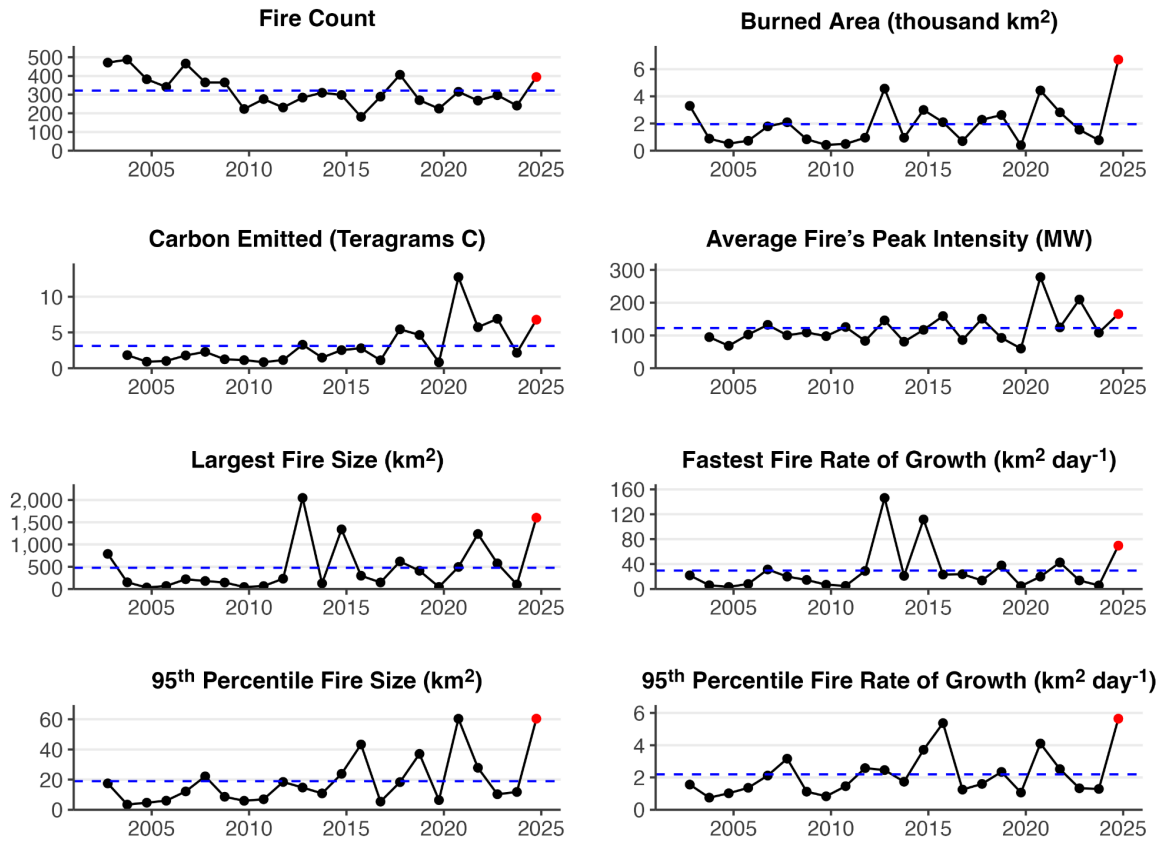 Fire Count
500
400
300
200
100
0
2005 2010 2015 2020 2025
Burned Area (thousand km²)
6
4
2
0
2005 2010 2015 2020 2025
Carbon Emitted (Teragrams C)
10
5
0
2005 2010 2015 2020 2025
Average Fire’s Peak Intensity (MW)
300
200
100
0
2005 2010 2015 2020 2025
Largest Fire Size (km²)
2,000
1,500
1,000
500
0
2005 2010 2015 2020 2025
Fastest Fire Rate of Growth (km² day⁻¹)
160
120
80
40
0
2005 2010 2015 2020 2025
95ᵗʰ Percentile Fire Size (km²)
60
40
20
0
2005 2010 2015 2020 2025
95ᵗʰ Percentile Fire Rate of Growth (km² day⁻¹)
6
4
2
0
2005 2010 2015 2020 2025